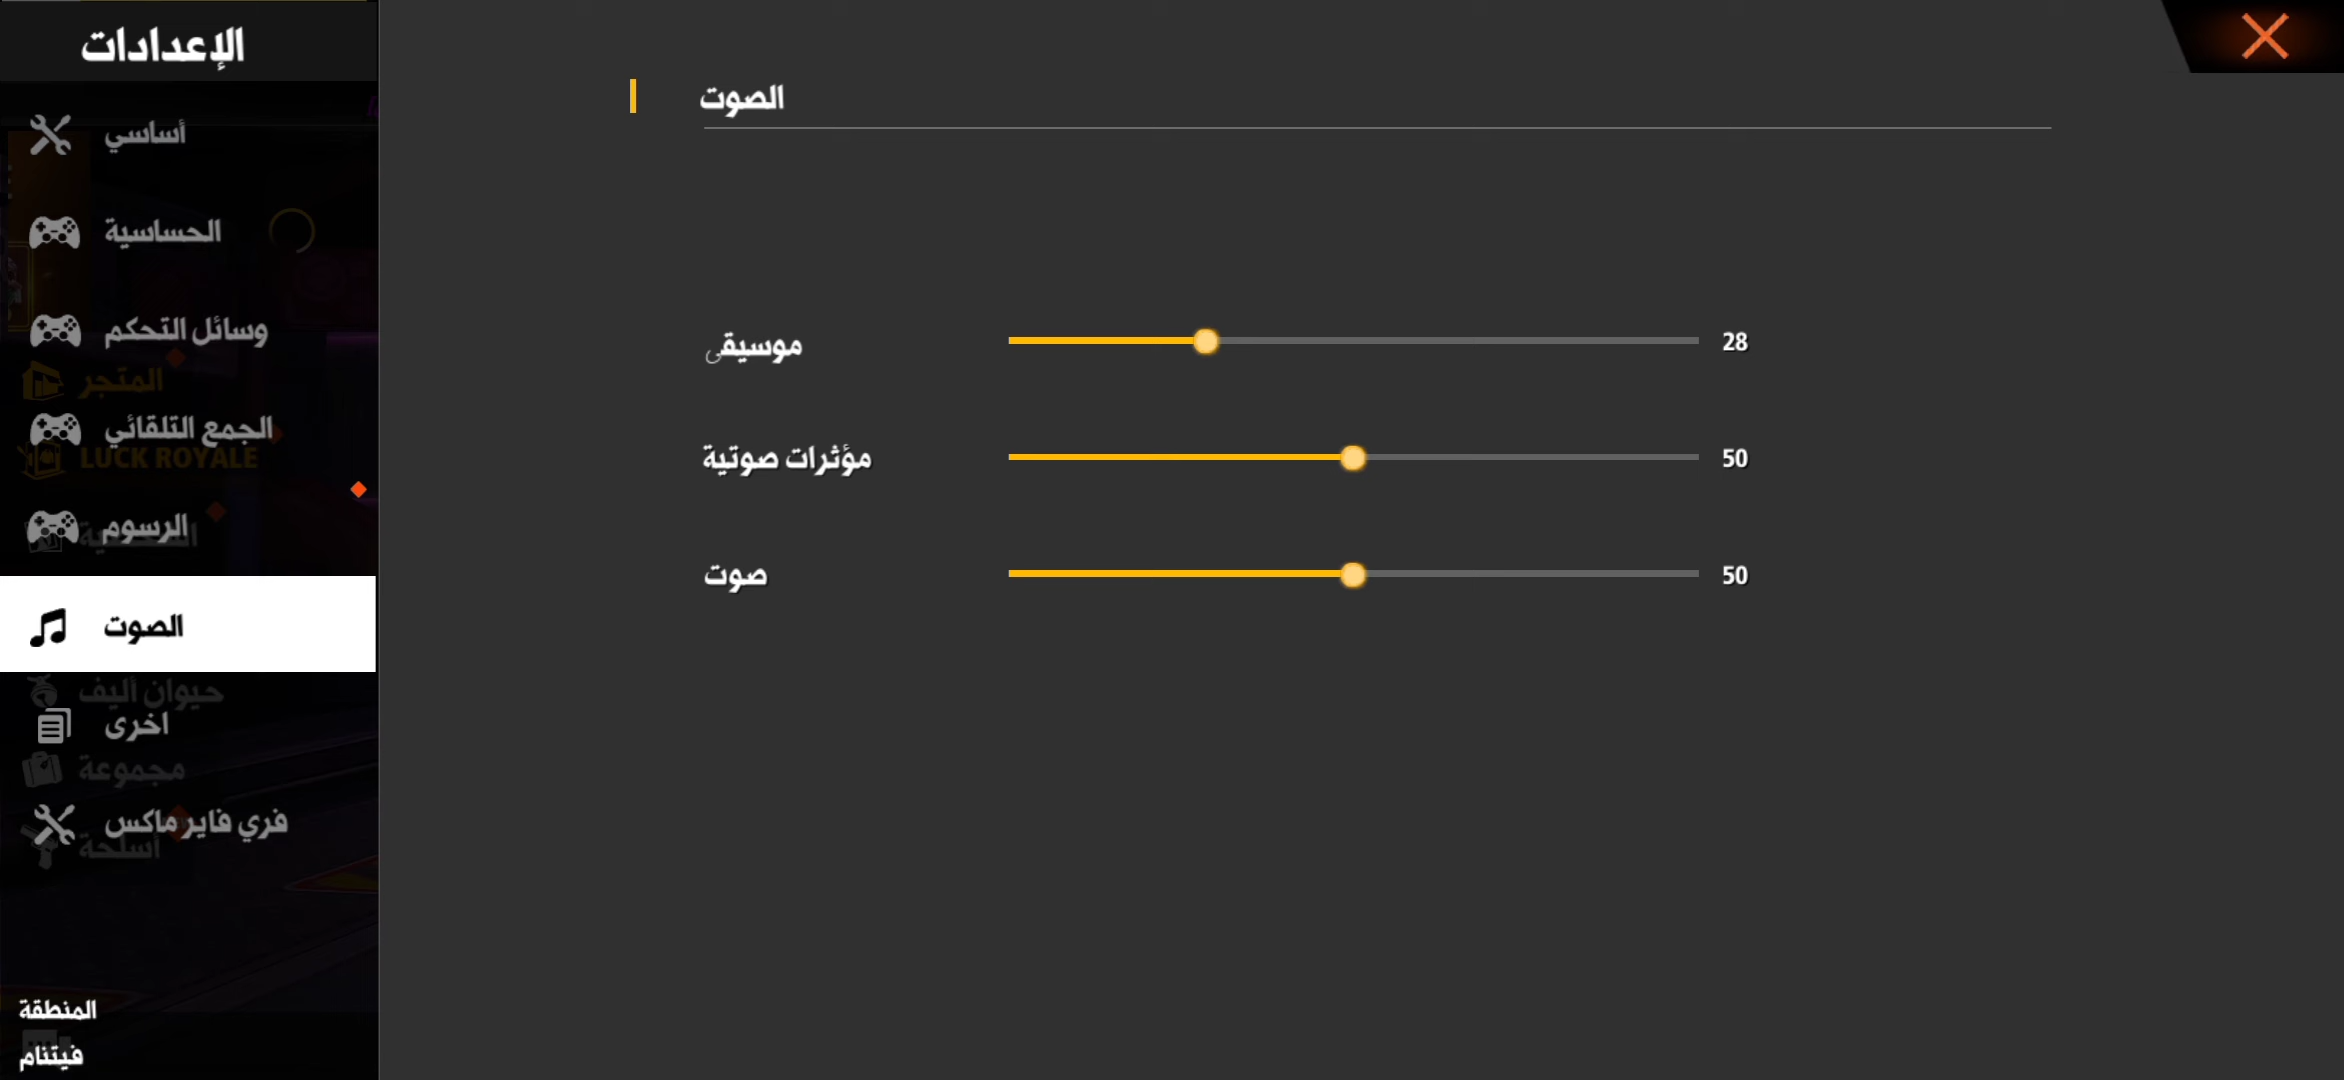 الإعدادات
أساسي
الحساسية
وسائل التحكم
المتجر
الجمع التلقائي
LUCK ROYALE
الرسوم
الصوت
حيوان أليف
اخرى
مجموعة
فري فاير ماكس
أسلحة
المنطقة
فيتنام
الصوت
موسيقى
28
مؤثرات صوتية
50
صوت
50